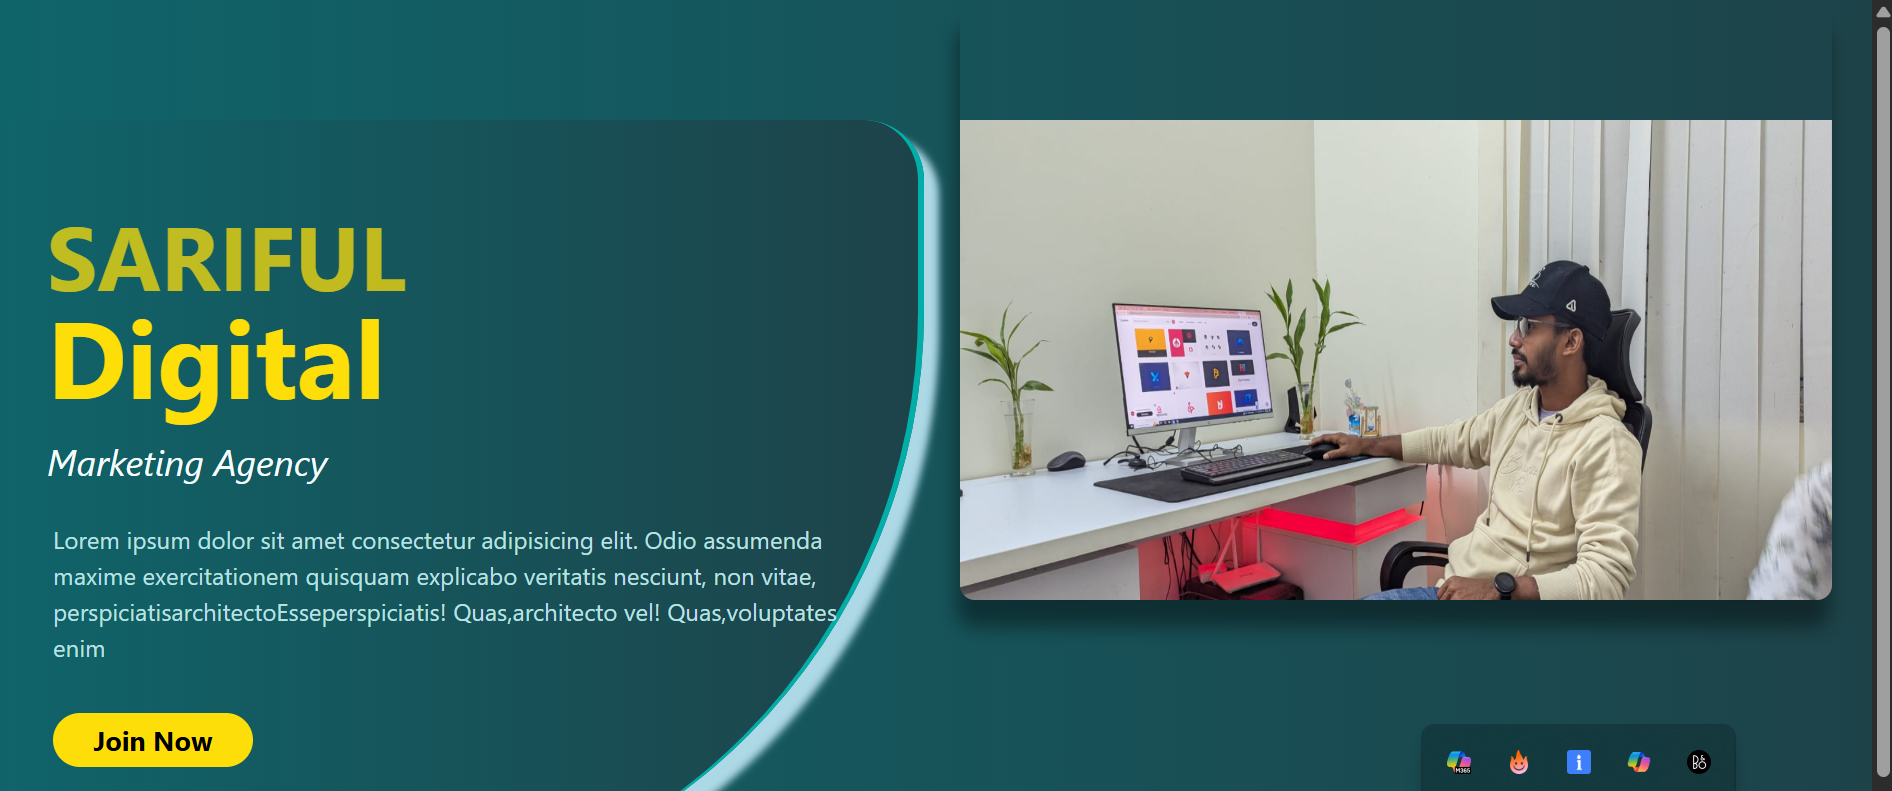 SARIFUL
Digital
Marketing Agency
Lorem ipsum dolor sit amet consectetur adipisicing elit. Odio assumenda
maxime exercitationem quisquam explicabo veritatis nesciunt, non vitae,
perspiciatisarchitectoEsseperspiciatis! Quas,architecto vel! Quas,voluptates
enim
Join Now
M365